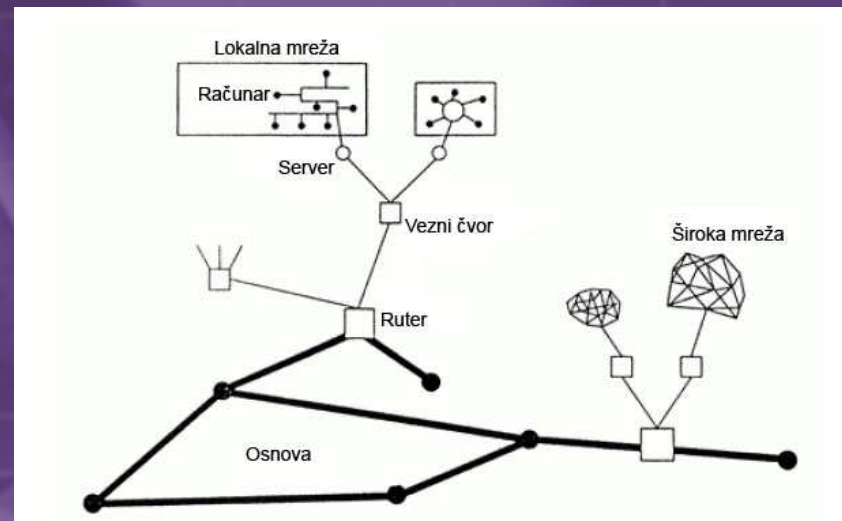 Lokalna mreža
Računar
Server
Vezni čvor
Široka mreža
Ruter
Osnova